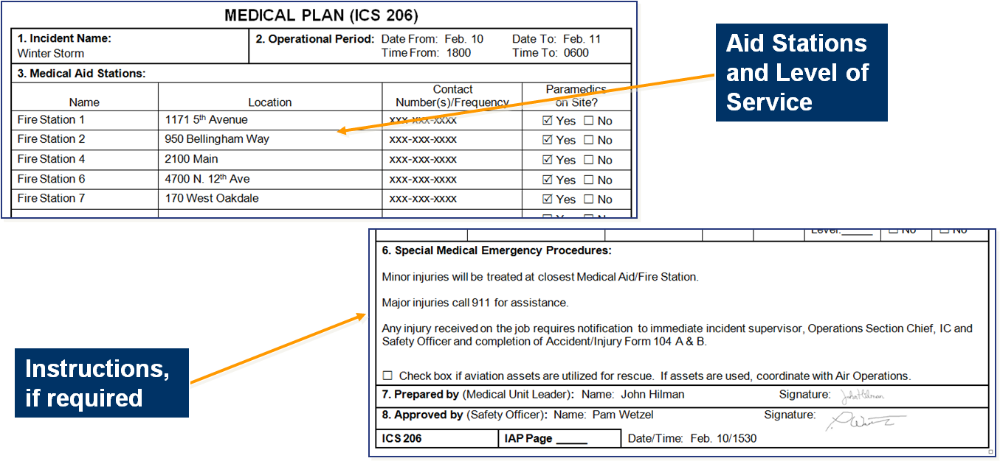 MEDICAL PLAN (ICS 206)
1. Incident Name:
Winter Storm
2. Operational Period: Date From: Feb. 10 Date To: Feb. 11
Time From: 1800 Time To: 0600
3. Medical Aid Stations:
Name Location Contact Number(s)/Frequency Paramedics on Site?
Fire Station 1 1171 5th Avenue xxx-xxx-xxxx ☑ Yes ☐ No
Fire Station 2 950 Bellingham Way xxx-xxx-xxxx ☑ Yes ☐ No
Fire Station 4 2100 Main xxx-xxx-xxxx ☑ Yes ☐ No
Fire Station 6 4700 N. 12th Ave xxx-xxx-xxxx ☑ Yes ☐ No
Fire Station 7 170 West Oakdale xxx-xxx-xxxx ☑ Yes ☐ No
Aid Stations
and Level of
Service
Level:_____ ☐ No ☐ No
6. Special Medical Emergency Procedures:
Minor injuries will be treated at closest Medical Aid/Fire Station.
Major injuries call 911 for assistance.
Any injury received on the job requires notification to immediate incident supervisor, Operations Section Chief, IC and
Safety Officer and completion of Accident/Injury Form 104 A & B.
☐ Check box if aviation assets are utilized for rescue. If assets are used, coordinate with Air Operations.
7. Prepared by (Medical Unit Leader): Name: John Hilman Signature: John Hilman
8. Approved by (Safety Officer): Name: Pam Wetzel Signature:
ICS 206 IAP Page _____ Date/Time: Feb. 10/1530
Instructions,
if required